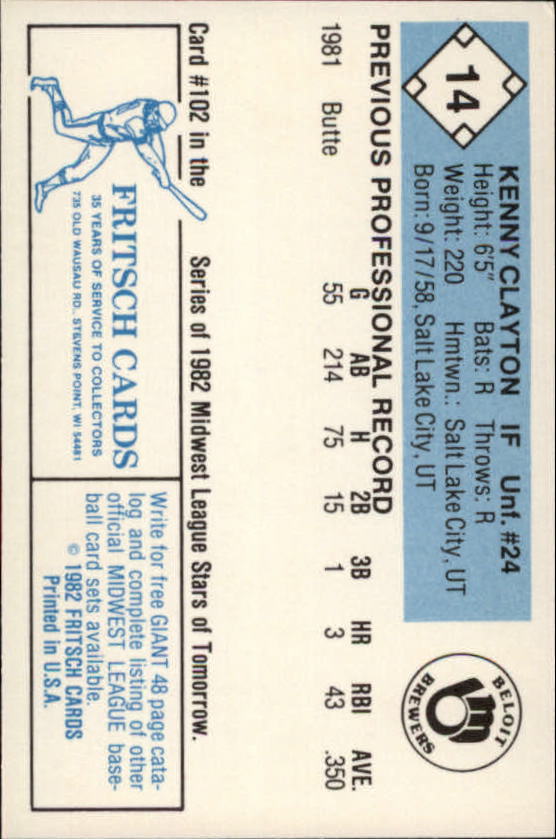 14
KENNY CLAYTON IF Unf. #24
Height: 6'5" Bats: R Throws: R
Weight: 220 Hmtwn.: Salt Lake City, UT
Born: 9/17/58, Salt Lake City, UT
BELOIT
BREWERS
PREVIOUS PROFESSIONAL RECORD
G AB H 2B 3B HR RBI AVE.
1981 Butte 55 214 75 15 1 3 43 .350
Card #102 in the Series of 1982 Midwest League Stars of Tomorrow.
FRITSCH CARDS
35 YEARS OF SERVICE TO COLLECTORS
735 OLD WAUSAU RD., STEVENS POINT, WI 54481
Write for free GIANT 48 page cata-
log and complete listing of other
official MIDWEST LEAGUE base-
ball card sets available.
© 1982 FRITSCH CARDS
Printed in U.S.A.